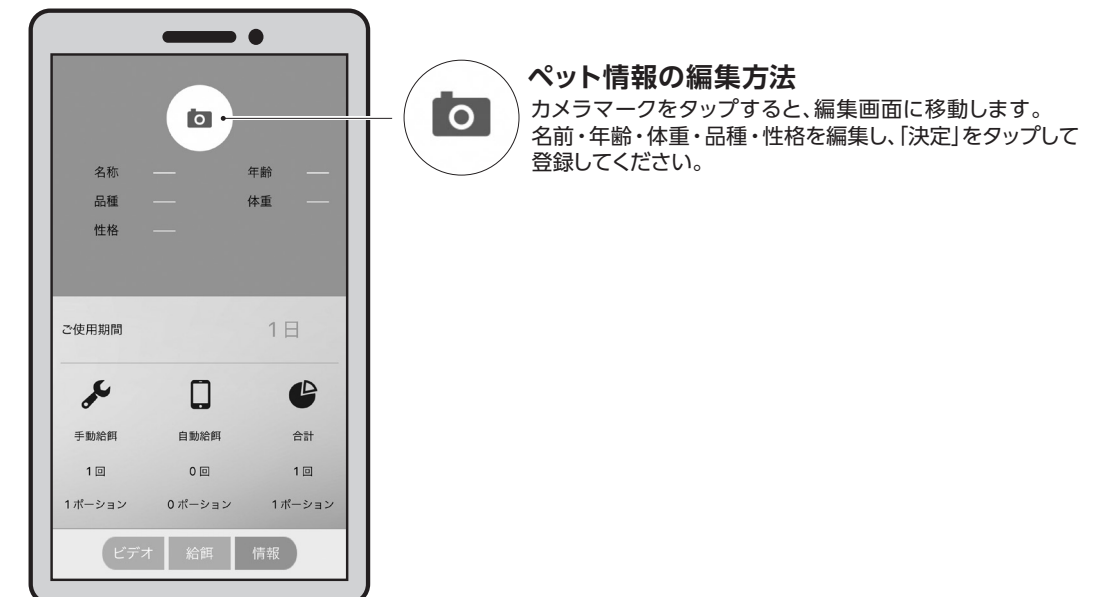 ペット情報の編集方法
カメラマークをタップすると、編集画面に移動します。
名前・年齢・体重・品種・性格を編集し、「決定」をタップして
登録してください。
名称 — 年齢 —
品種 — 体重 —
性格 —
ご使用期間 1日
手動給餌 自動給餌 合計
1回 0回 1回
1ポーション 0ポーション 1ポーション
ビデオ 給餌 情報